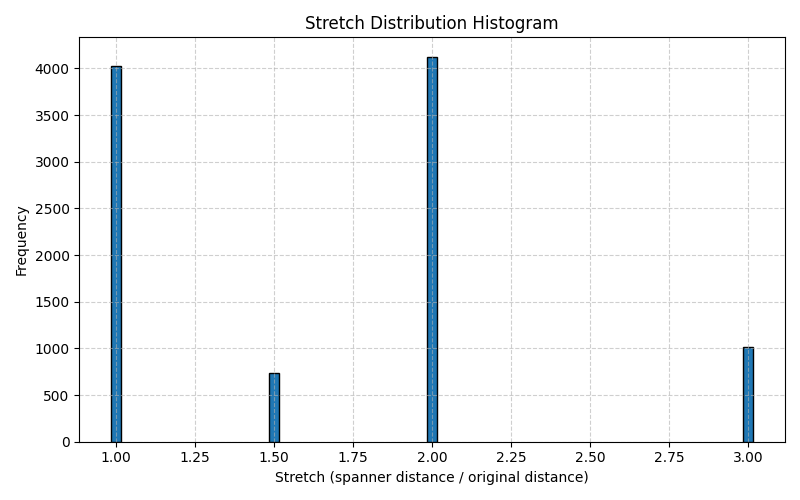 Stretch Distribution Histogram
Frequency
4000
3500
3000
2500
2000
1500
1000
500
0
1.00 1.25 1.50 1.75 2.00 2.25 2.50 2.75 3.00
Stretch (spanner distance / original distance)